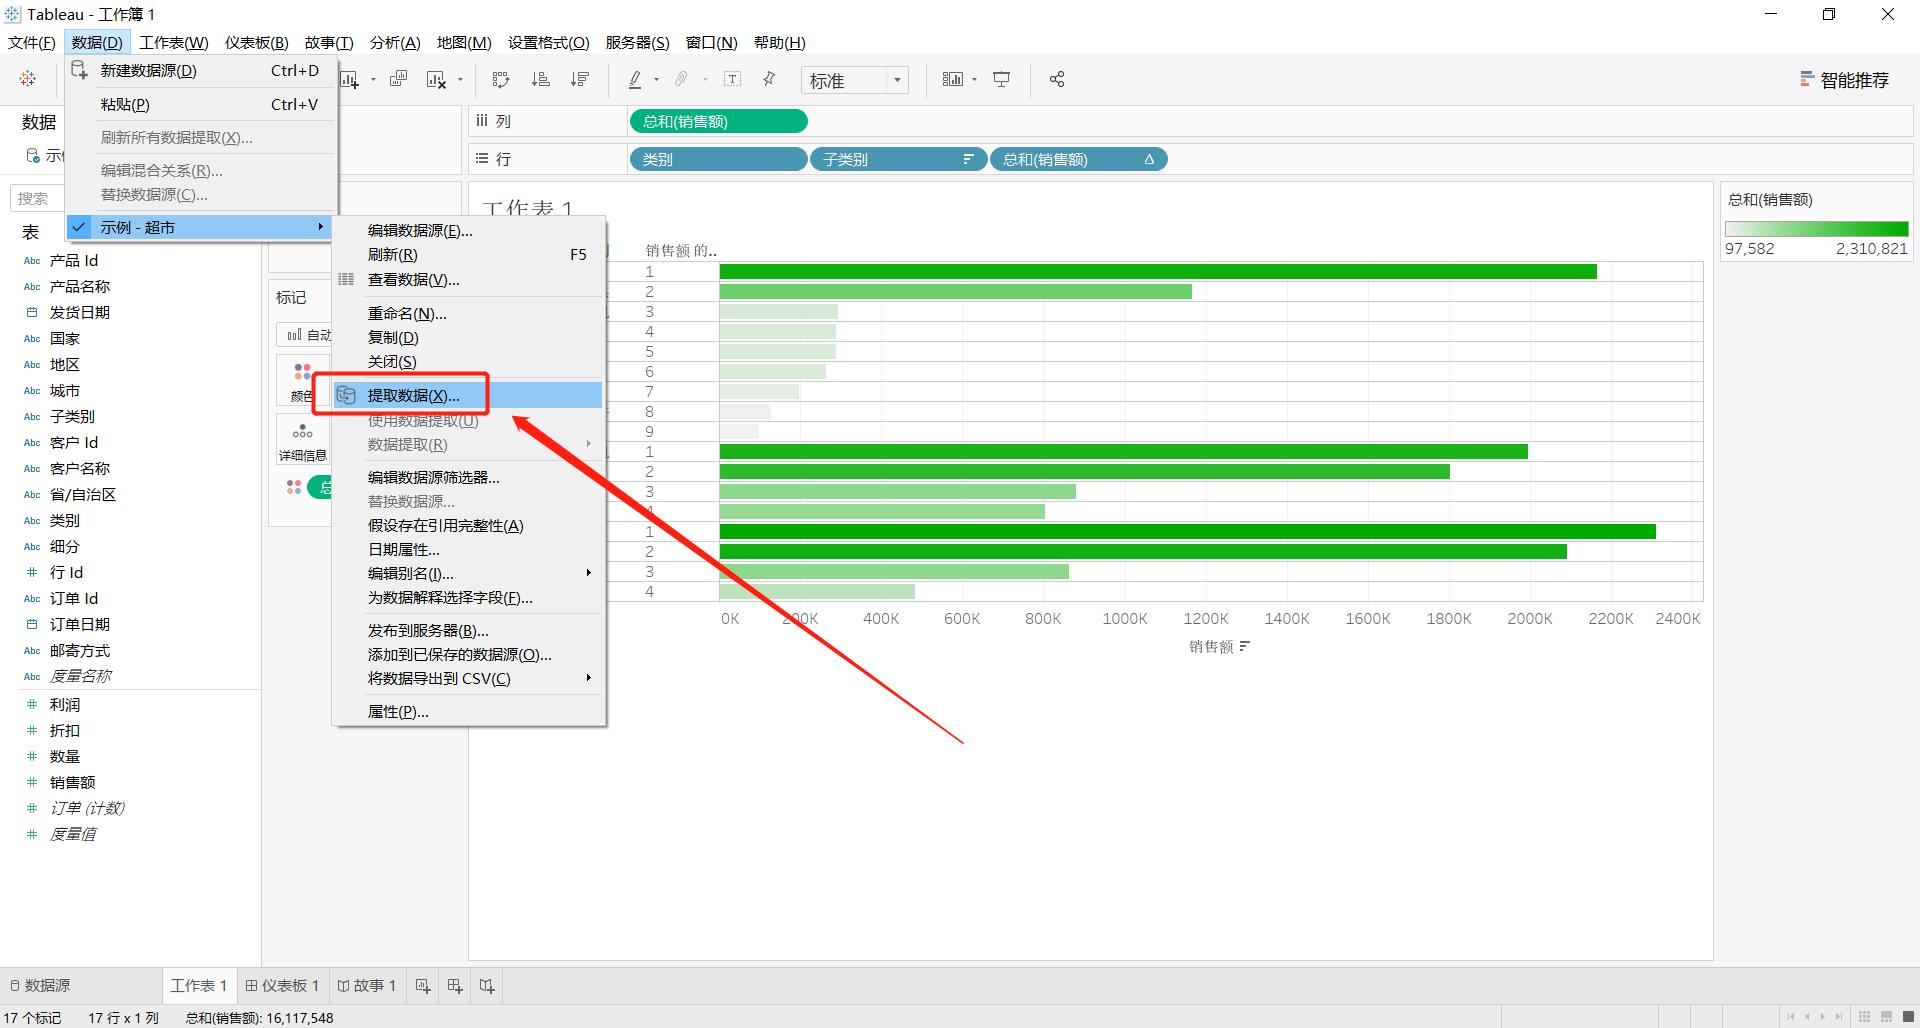 Tableau - 工作簿 1
文件(F) 数据(D) 工作表(W) 仪表板(B) 故事(T) 分析(A) 地图(M) 设置格式(O) 服务器(S) 窗口(N) 帮助(H)
新建数据源(D) Ctrl+D
粘贴(P) Ctrl+V
刷新所有数据提取(X)...
编辑混合关系(R)...
替换数据源(C)...
示例 - 超市
标准
智能推荐
数据
搜索
表
Abc 产品 Id
Abc 产品名称
发货日期
Abc 国家
Abc 地区
Abc 城市
Abc 子类别
Abc 客户 Id
Abc 客户名称
Abc 省/自治区
Abc 类别
Abc 细分
# 行 Id
Abc 订单 Id
订单日期
Abc 邮寄方式
Abc 度量名称
# 利润
# 折扣
# 数量
# 销售额
# 订单 (计数)
# 度量值
标记
自动
颜色
详细信息
编辑数据源(E)...
刷新(R) F5
查看数据(V)...
重命名(N)...
复制(D)
关闭(S)
提取数据(X)...
使用数据提取(U)
数据提取(R)
编辑数据源筛选器...
替换数据源...
假设存在引用完整性(A)
日期属性...
编辑别名(I)...
为数据解释选择字段(F)...
发布到服务器(B)...
添加到已保存的数据源(O)...
将数据导出到 CSV(C)
属性(P)...
列 总和(销售额)
行 类别 子类别 总和(销售额) Δ
工作表 1
销售额 的..
1
2
3
4
5
6
7
8
9
1
2
3
4
1
2
3
4
0K 200K 400K 600K 800K 1000K 1200K 1400K 1600K 1800K 2000K 2200K 2400K
销售额
总和(销售额)
97,582 2,310,821
数据源 工作表 1 仪表板 1 故事 1
17 个标记 17 行 x 1 列 总和(销售额): 16,117,548